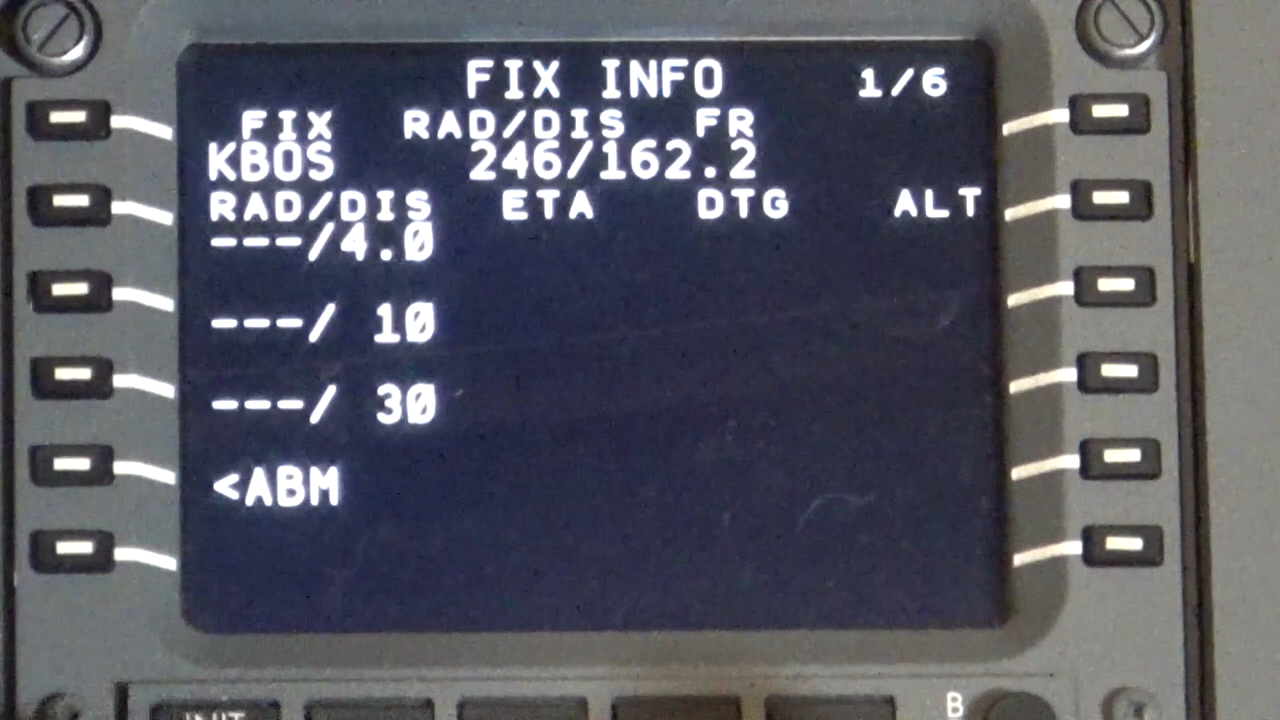 FIX INFO 1/6
FIX RAD/DIS FR
KBOS 246/162.2
RAD/DIS ETA DTG ALT
---/4.0
---/ 10
---/ 30
<ABM
B